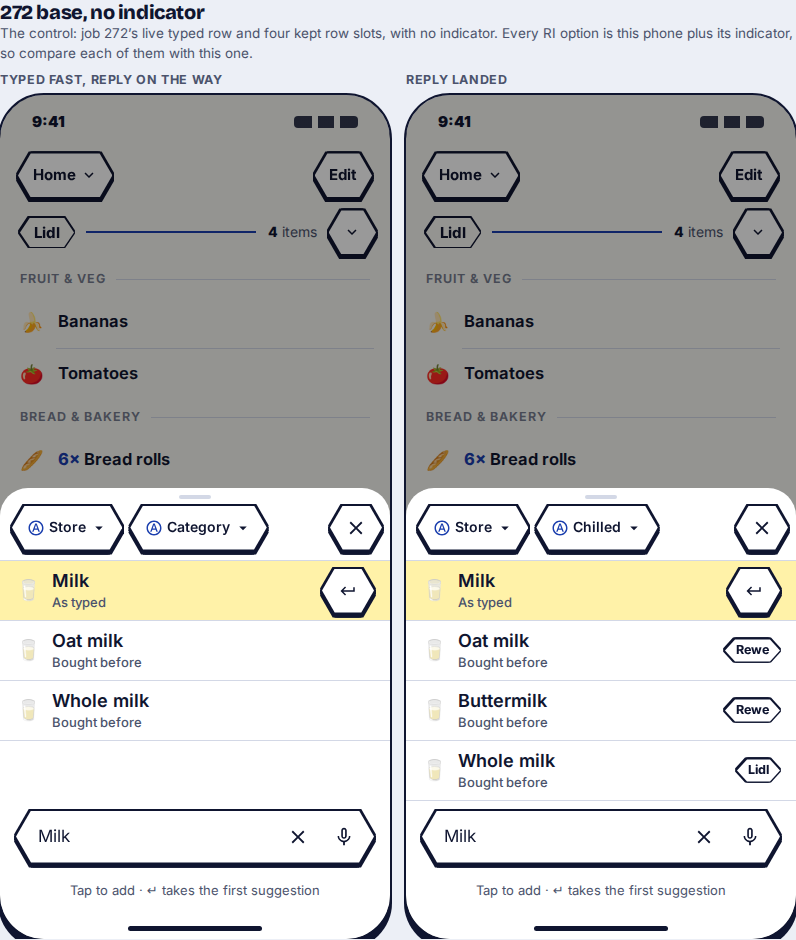 272 base, no indicator
The control: job 272's live typed row and four kept row slots, with no indicator. Every RI option is this phone plus its indicator,
so compare each of them with this one.
TYPED FAST, REPLY ON THE WAY
9:41
Home
Edit
Lidl
4 items
FRUIT & VEG
Bananas
Tomatoes
BREAD & BAKERY
6× Bread rolls
A Store
A Category
Milk
As typed
Oat milk
Bought before
Whole milk
Bought before
Milk
Tap to add · ↵ takes the first suggestion
REPLY LANDED
9:41
Home
Edit
Lidl
4 items
FRUIT & VEG
Bananas
Tomatoes
BREAD & BAKERY
6× Bread rolls
A Store
A Chilled
Milk
As typed
Oat milk
Bought before
Rewe
Buttermilk
Bought before
Rewe
Whole milk
Bought before
Lidl
Milk
Tap to add · ↵ takes the first suggestion